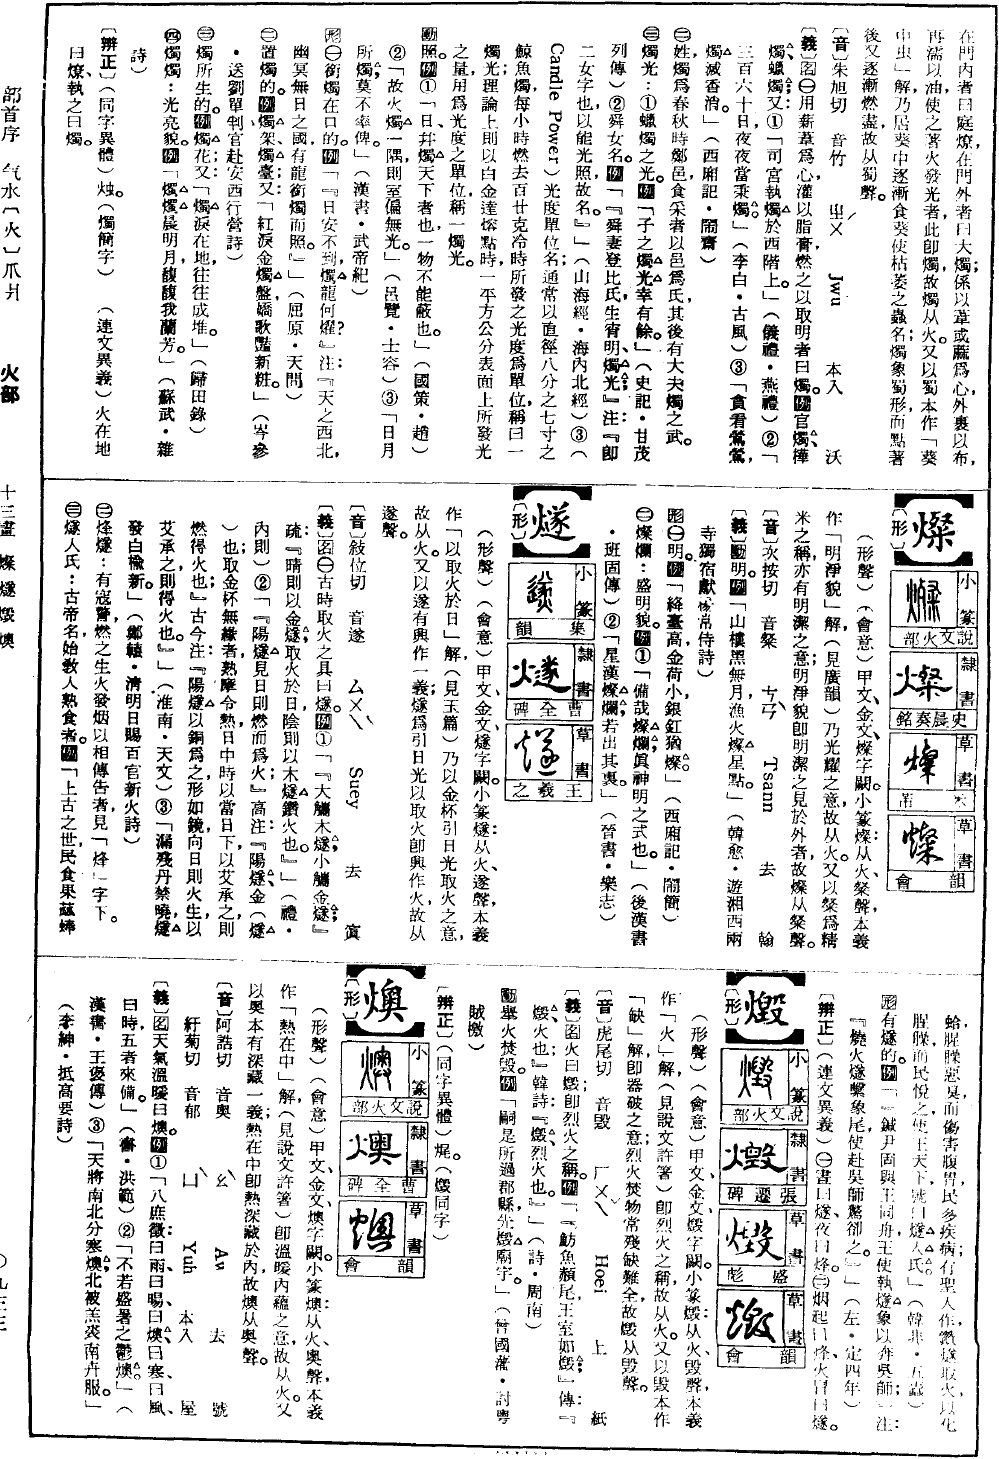 在門內者曰庭燎,在門外者曰大燭;係以葦或蔴為心,外裹以布,
再濡以油,使之著火發光者,此即燭,故燭从火。又以蜀本作「葵
中虫」解,乃居葵中逐漸食葵使枯萎之蟲名;燭象蜀形而點著
後又逐漸燃盡,故从蜀聲。
〔音〕朱旭切 音竹 ㄓㄨˊ Jwu 本入 沃
〔義〕名㊀用薪葦爲心灌以脂膏燃之以取明者曰燭。例官燭、樺
燭、蠟燭又①「司宮執燭於西階上。」(儀禮・燕禮)②「
三百六十日,夜夜當秉燭。」(李白・古風)③「貪看鶯鶯,
燭滅香消。」(西廂記・鬧齋)
㊁姓。燭爲春秋時鄭邑,食采者以邑爲氏,其後有大夫燭之武。
㊂燭光:①蠟燭之光。例「子之燭光幸有餘。」(史記・甘茂
列傳)②舜女名。例「『舜妻登比氏生宵明、燭光』注:『即
二女字也,以能光照故名』」(山海經・海內北經)③(
Candle Power)光度單位名,通常以直徑八分之七寸之
鯨魚燭,每小時燃去百廿克冷時所發之光度爲單位,稱曰一
燭光;理論上則以白金達熔點時一平方公分表面上所發光
之量,用爲光度之單位,稱一燭光。
動照。例①「日幷燭天下者也,一物不能蔽也。」(國策・趙)
②「故火燭一隅,則室偏無光。」(呂覽・士容)③「日月
所燭,莫不率俾。」(漢書・武帝紀)
形㊀銜燭在口的。例「『日安不到,燭龍何燿?』注:『天之西北,
幽冥無日之國,有龍銜燭而照。』」(屈原・天問)
㊁置燭的。例燭架、燭臺;又「紅淚金燭盤,嬌歌豔新粧。」(岑參
・送劉單判官赴安西行營詩)
㊂燭所生的。例燭花;又「燭淚在地,往往成堆。」(歸田錄)
㊃燭燭:光亮貌。例「燭燭晨明月,馥馥我蘭芳。」(蘇武・雜
詩)
〔辨正〕(同字異體)烛。(燭簡字) (連文異義)火在地
曰燎,執之曰燭。
燦
〔形〕
小篆 說文火部
隸書 史晨奏銘
草書 米芾
草書 韻會
(形聲)(會意)甲文、金文燦字闕。小篆燦:从火、粲聲,本義
作「明淨貌」解(見廣韻),乃光耀之意,故从火。又以粲爲精
米之稱,亦有明潔之意;明淨貌即明潔之見於外者,故燦从粲聲。
〔音〕次按切 音粲 ㄘㄢˋ Tsann 去 翰
〔義〕動明。例「山樓黑無月,漁火燦星點。」(韓愈・遊湘西兩
寺獨宿獻楊常侍詩)
形㊀明。例「絳臺高,金荷小,銀釭猶燦。」(西廂記・鬧簡)
㊁燦爛:盛明貌。例①「備哉燦爛,眞神明之式也。」(後漢書
・班固傳)②「星漢燦爛,若出其裏。」(晉書・樂志)
燧
〔形〕
小篆 集韻
隸書 曹全碑
草書 王羲之
(形聲)(會意)甲文、金文、燧字闕。小篆燧:从火、遂聲,本義
作「以取火於日」解(見玉篇),乃以金杯引日光取火之意,
故从火。又以遂有興作一義;燧爲引日光以取火即興作火,故从
遂聲。
〔音〕敍位切 音遂 ㄙㄨㄟˋ Suey 去 寘
〔義〕名㊀古時取火之具曰燧。例①「『大觿、木燧、小觿、金燧。』
疏:『晴則以金燧取火於日,陰則以木燧鑽火也。』」(禮・
內則)②「『陽燧見日則燃而爲火』高注:『陽燧,金(燧
)也,取金杯無緣者,熟摩令熱,日中時以當日下,以艾承之,則
燃得火也』古今注:『陽燧以銅爲之,形如鏡,向日則火生,以
艾承之則得火也。』」(淮南・天文)③「漏殘丹禁曉,燧
發白楡新。」(鄭轅・清明日賜百官新火詩)
㊁烽燧:有寇警,燃之生火發烟,以相傳告者,見「烽」字下。
㊂燧人氏:古帝名,始敎人熟食者。例「上古之世,民食果蓏蜯
蛤,腥臊惡臭而傷害腹胃,民多疾病;有聖人作,鑽燧取火,以化
腥臊,而民悅之,使王天下,號曰燧人氏。」(韓非・五蠹)
形有燧的。例「『鍼尹固與王同舟,王使執燧象以奔吳師』注:
『燒火燧繫象尾,使赴吳師驚卻之。』」(左・定四年)
〔辨正〕(連文異義)㊀晝曰燧,夜曰烽。㊁烟起曰烽,火冒曰燧。
燬
〔形〕
小篆 說文火部
隸書 張遷碑
草書 盛彪
草書 韻會
(形聲)(會意)甲文、金文燬字闕。小篆燬:从火、毀聲,本義
作「火」解(見說文許箸),即烈火之稱,故从火。又以毀本作
「缺」解即器破之意;烈火焚物常殘缺難全,故燬从毀聲。
〔音〕虎尾切 音毀 ㄏㄨㄟˇ Hoei 上 紙
〔義〕名火曰燬,即烈火之稱。例「『魴魚赬尾,王室如燬。』傳:『
燬,火也。』韓詩『燬,烈火也。』」(詩・周南)
動舉火焚毀。例「嗣是所過郡縣,先燬廟宇。」(曾國藩・討粵
賊檄)
〔辨正〕(同字異體)烜。(燬同字)
燠
〔形〕
小篆 說文火部
隸書 曹全碑
草書 韻會
(形聲)(會意)甲文、金文、燠字闕。小篆燠:从火、奧聲,本義
作「熱在中」解(見說文許箸),即溫暖內蘊之意,故从火。又
以奧本有深藏一義;熱在中即熱深藏於內,故燠从奧聲。
〔音〕阿誥切 音奧 ㄠˋ Aw 去 號
紆菊切 音郁 ㄩˋ Yuh 本入 屋
〔義〕名天氣溫暖曰燠。例①「八庶徵:曰雨、曰暘、曰燠、曰寒、曰風,
曰時,五者來備。」(書・洪範)②「不若盛暑之鬱燠。」(
漢書・王褒傳)③「天將南北分寒燠,北被羔裘南卉服。」
(李紳・抵高要詩)
部首序 气水〔火〕爪爿
火部
十三畫 燦燧燬燠
〇九三三